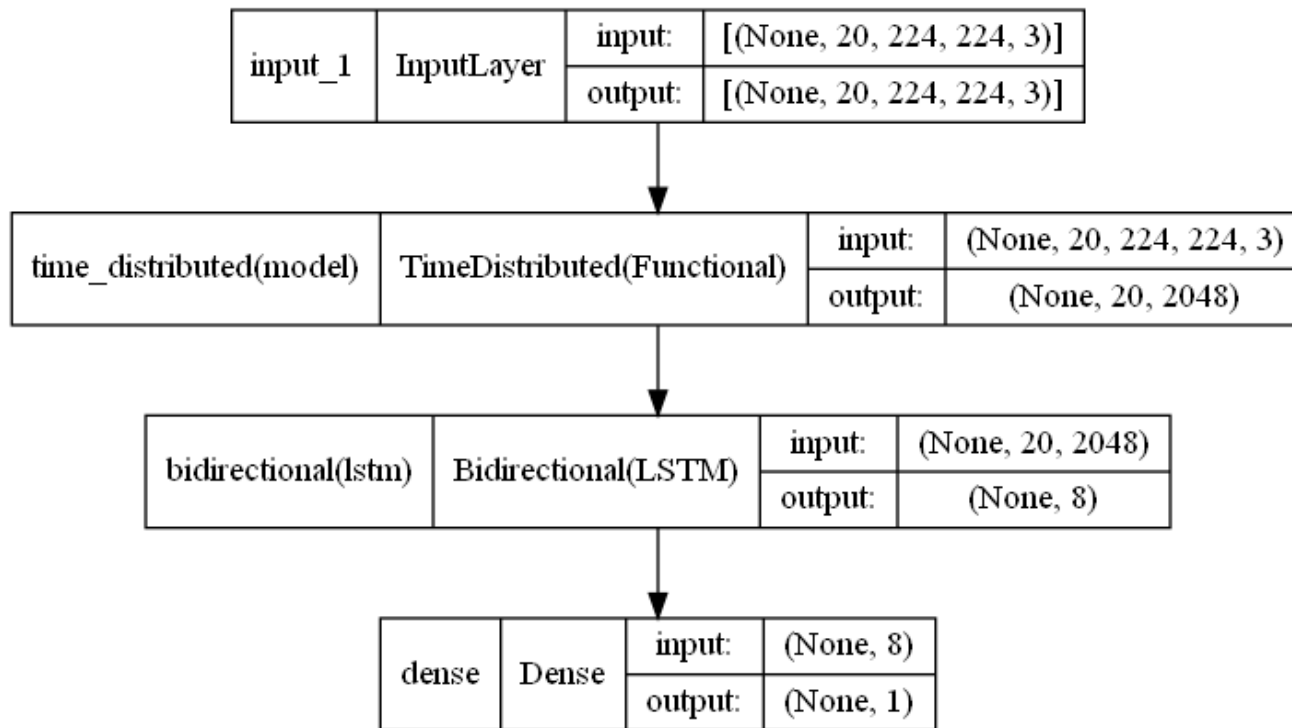 input_1 InputLayer input: [(None, 20, 224, 224, 3)]
output: [(None, 20, 224, 224, 3)]
time_distributed(model) TimeDistributed(Functional) input: (None, 20, 224, 224, 3)
output: (None, 20, 2048)
bidirectional(lstm) Bidirectional(LSTM) input: (None, 20, 2048)
output: (None, 8)
dense Dense input: (None, 8)
output: (None, 1)